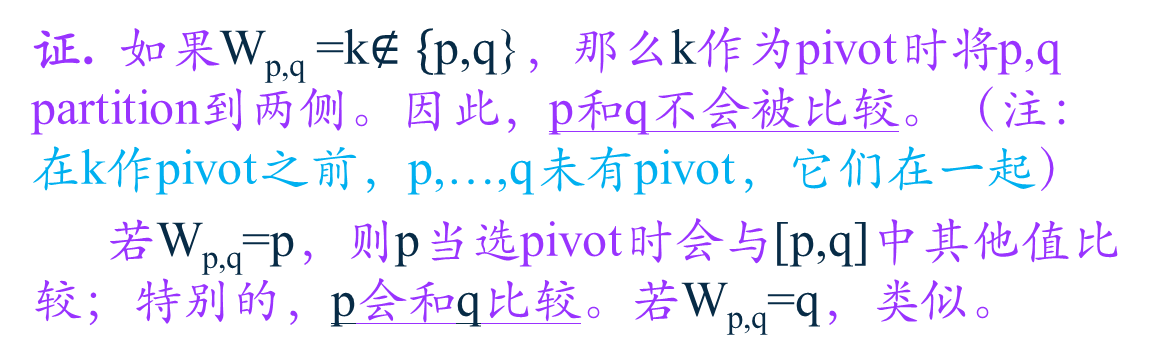 证. 如果Wp,q =k∉ {p,q}，那么k作为pivot时将p,q
partition到两侧。因此，p和q不会被比较。（注：
在k作pivot之前，p,…,q未有pivot，它们在一起）
若Wp,q=p，则p当选pivot时会与[p,q]中其他值比
较；特别的，p会和q比较。若Wp,q=q，类似。